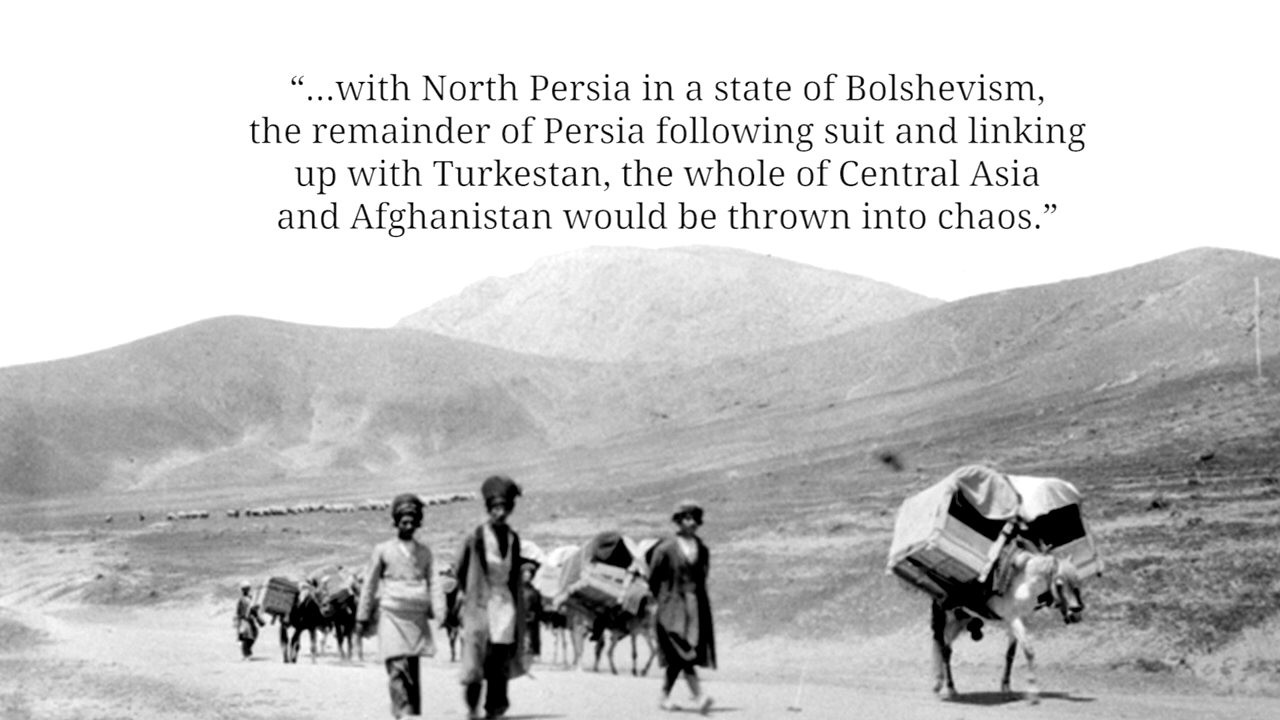 “...with North Persia in a state of Bolshevism,
the remainder of Persia following suit and linking
up with Turkestan, the whole of Central Asia
and Afghanistan would be thrown into chaos.”